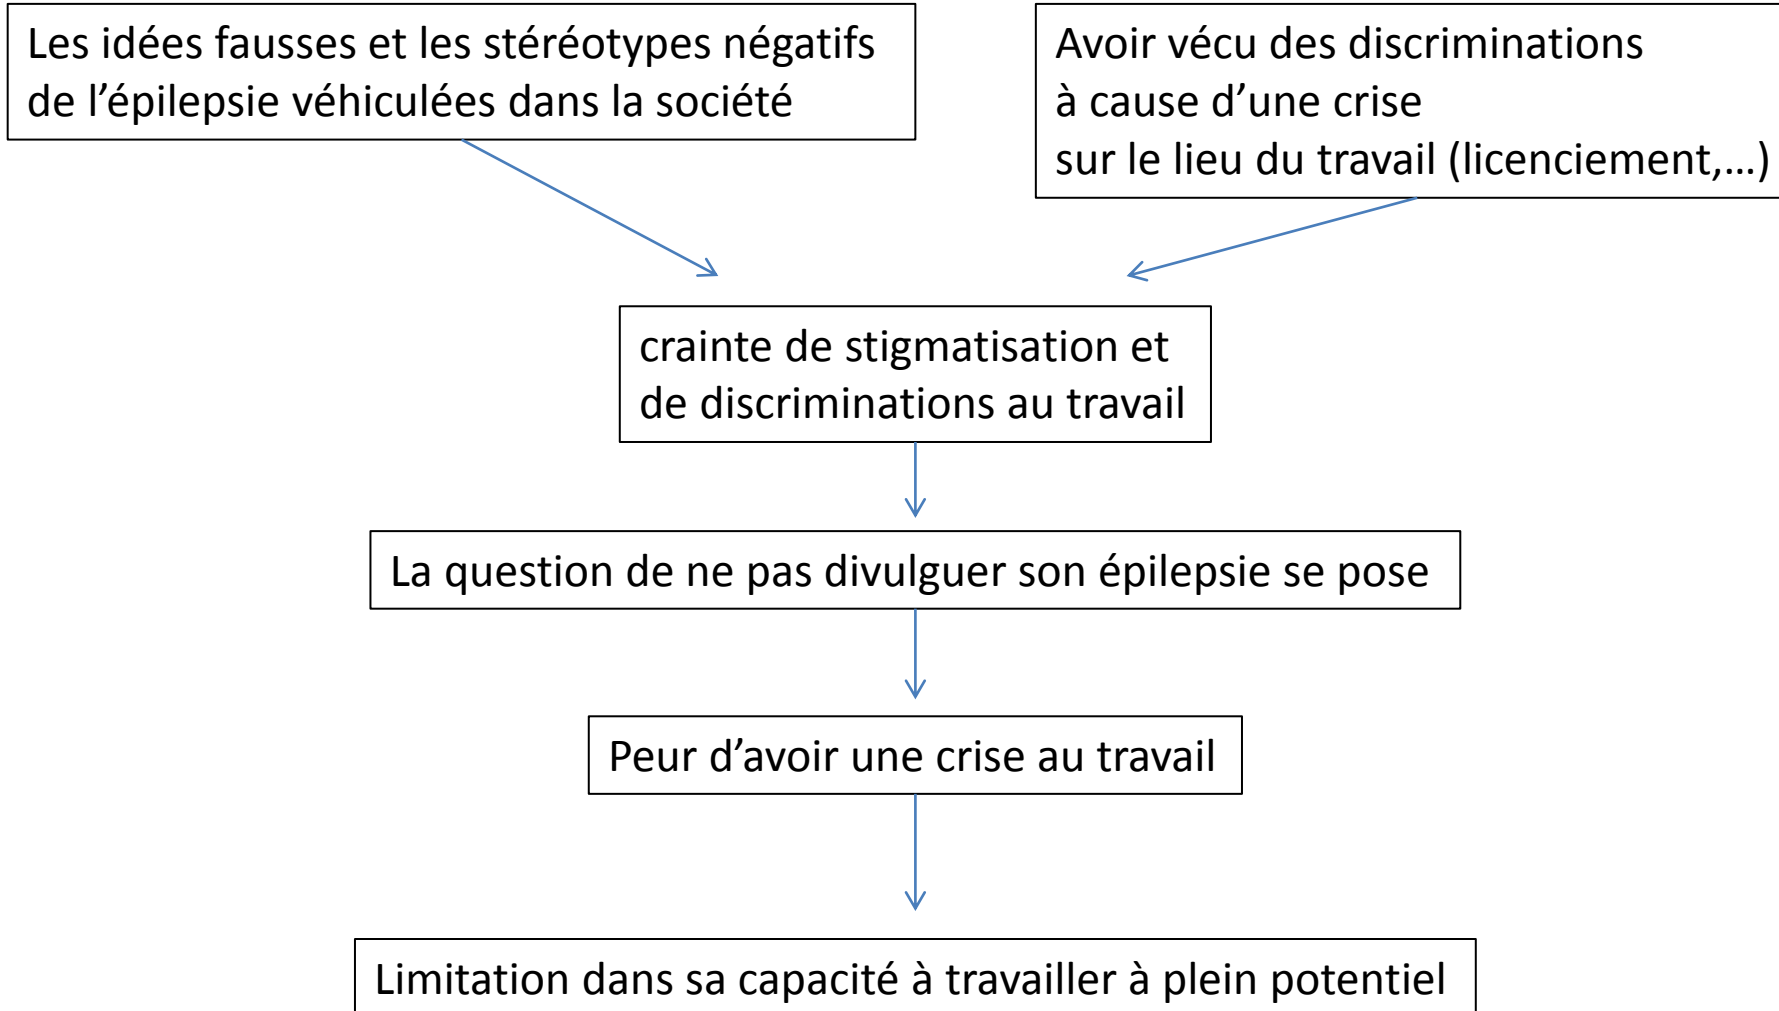 Les idées fausses et les stéréotypes négatifs
de l’épilepsie véhiculées dans la société
Avoir vécu des discriminations
à cause d’une crise
sur le lieu du travail (licenciement,…)
crainte de stigmatisation et
de discriminations au travail
La question de ne pas divulguer son épilepsie se pose
Peur d’avoir une crise au travail
Limitation dans sa capacité à travailler à plein potentiel